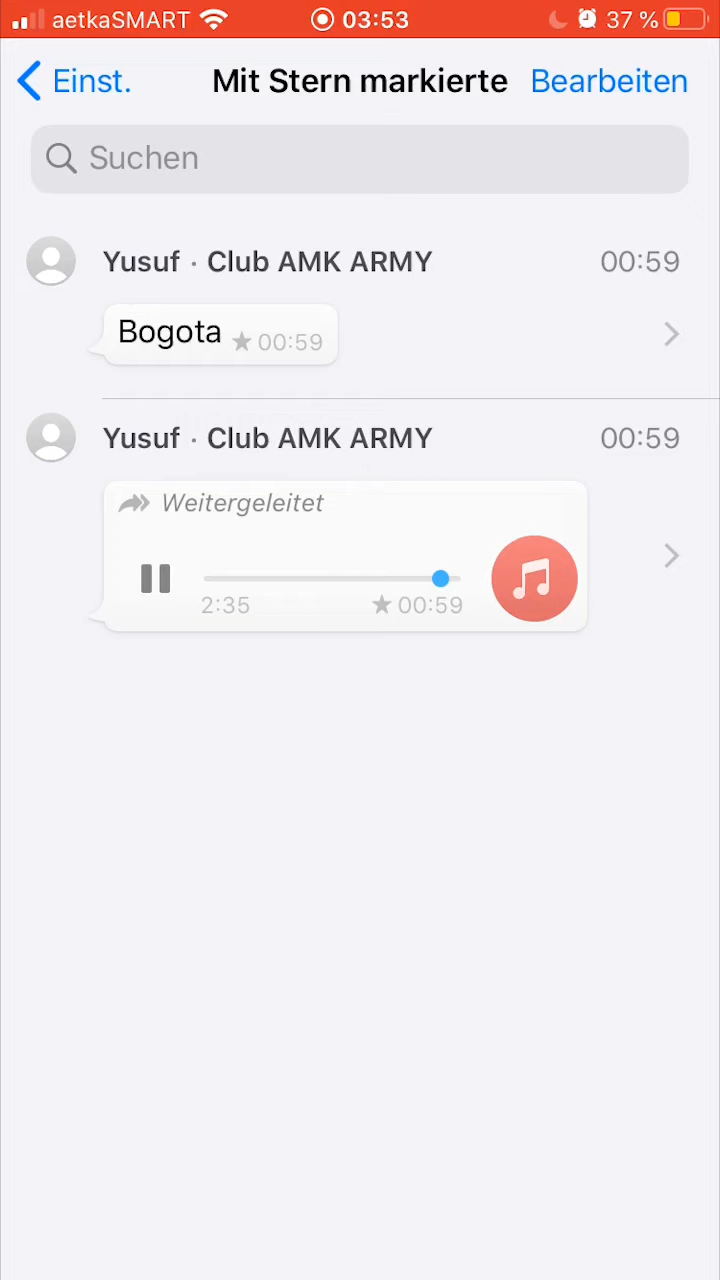 aetkaSMART 03:53 37 %
Einst. Mit Stern markierte Bearbeiten
Suchen
Yusuf · Club AMK ARMY 00:59
Bogota ★ 00:59
Yusuf · Club AMK ARMY 00:59
Weitergeleitet
2:35 ★ 00:59